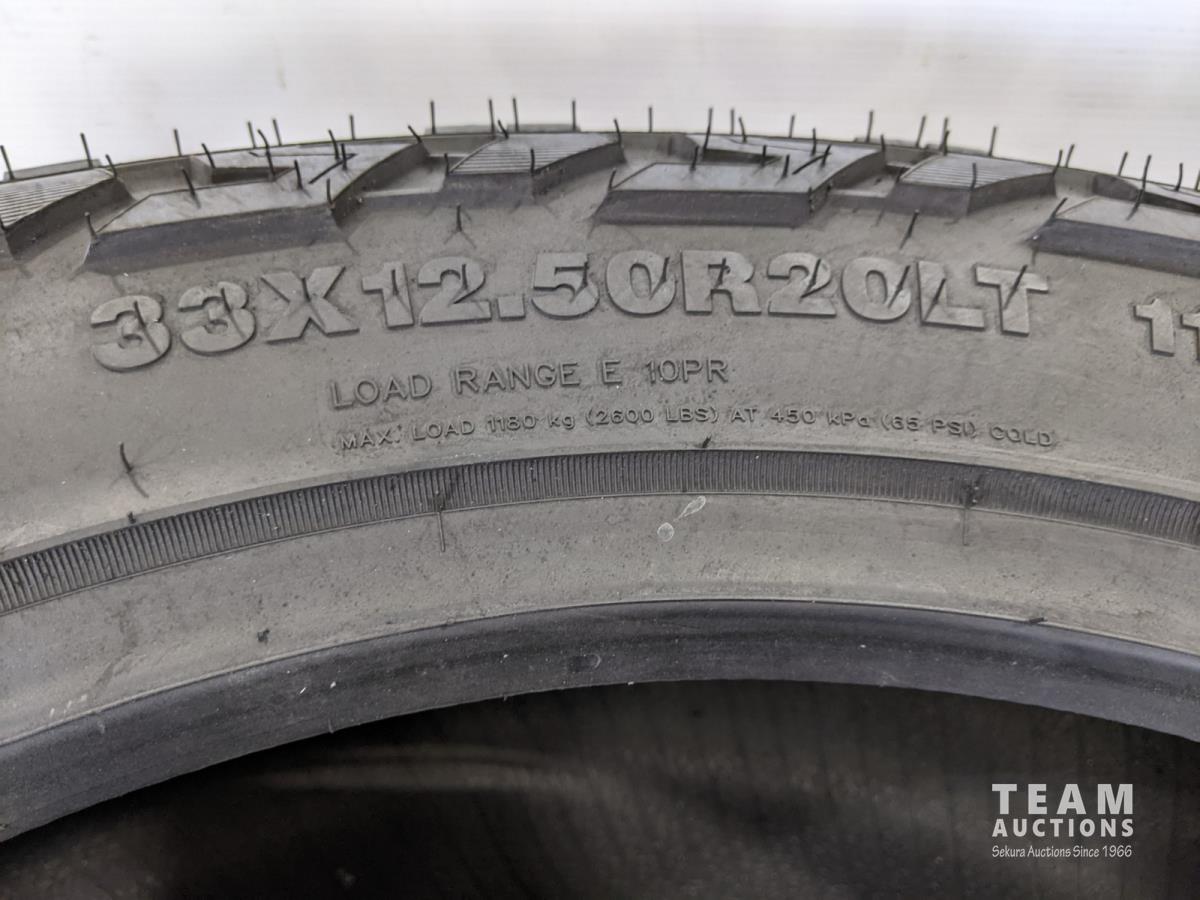 33X12.50R20LT 11
LOAD RANGE E 10PR
MAX. LOAD 1180 kg (2600 LBS) AT 450 kPa (65 PSI) COLD
TEAM
AUCTIONS
Sekura Auctions Since 1966